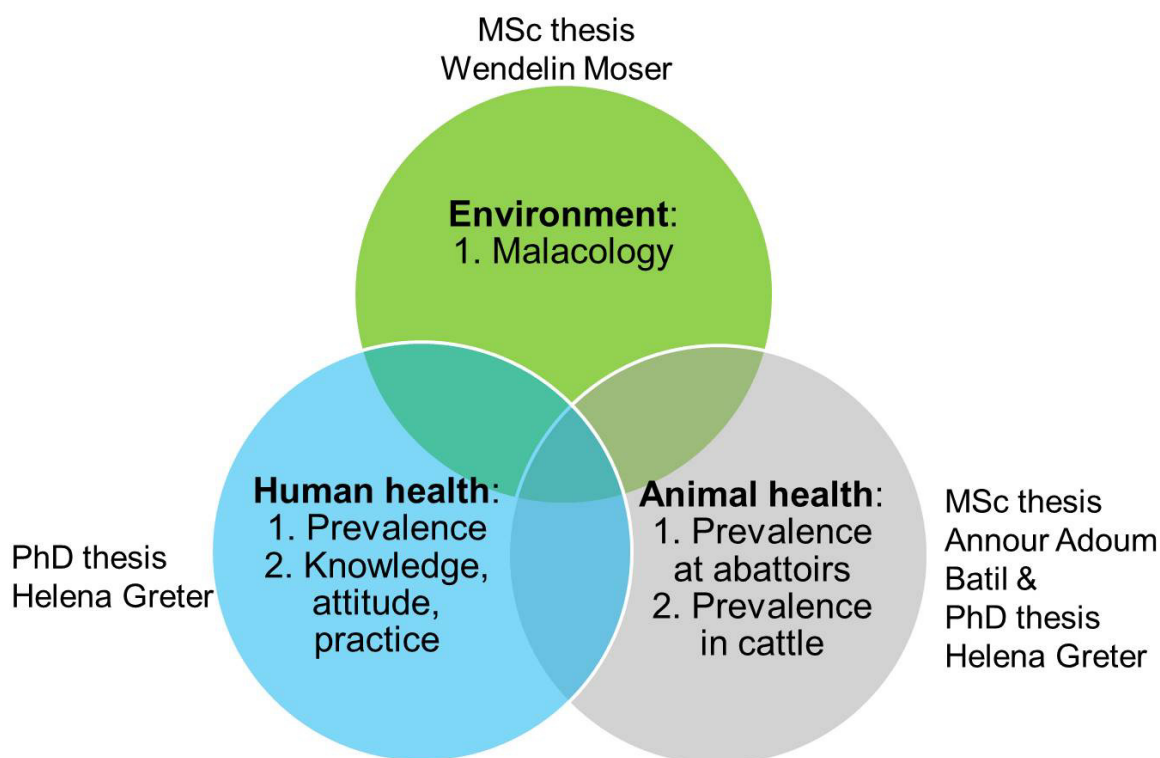 MSc thesis
Wendelin Moser
Environment:
1. Malacology
Human health:
1. Prevalence
2. Knowledge,
attitude,
practice
Animal health:
1. Prevalence
at abattoirs
2. Prevalence
in cattle
PhD thesis
Helena Greter
MSc thesis
Annour Adoum
Batil &
PhD thesis
Helena Greter